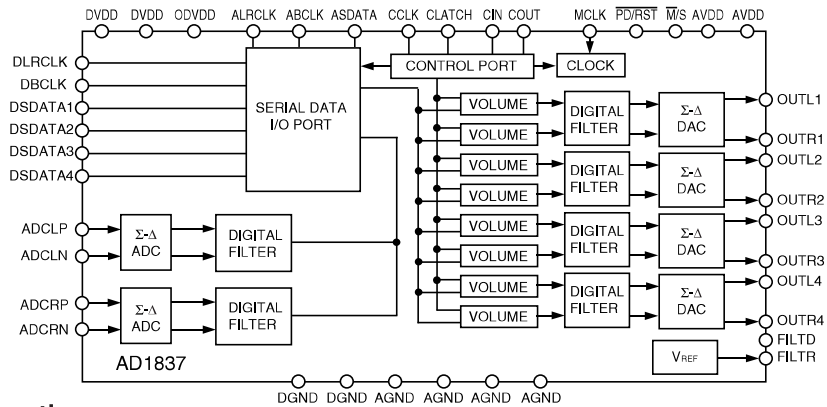 DVDD DVDD ODVDD ALRCLK ABCLK ASDATA CCLK CLATCH CIN COUT MCLK PD/RST M/S AVDD AVDD
DLRCLK
DBCLK
DSDATA1
DSDATA2
DSDATA3
DSDATA4
SERIAL DATA
I/O PORT
CONTROL PORT
CLOCK
VOLUME
VOLUME
DIGITAL
FILTER
Σ-Δ
DAC
OUTL1
OUTR1
VOLUME
VOLUME
DIGITAL
FILTER
Σ-Δ
DAC
OUTL2
OUTR2
VOLUME
VOLUME
DIGITAL
FILTER
Σ-Δ
DAC
OUTL3
OUTR3
VOLUME
VOLUME
DIGITAL
FILTER
Σ-Δ
DAC
OUTL4
OUTR4
ADCLP
ADCLN
Σ-Δ
ADC
DIGITAL
FILTER
ADCRP
ADCRN
Σ-Δ
ADC
DIGITAL
FILTER
AD1837
VREF
FILTD
FILTR
DGND DGND AGND AGND AGND AGND